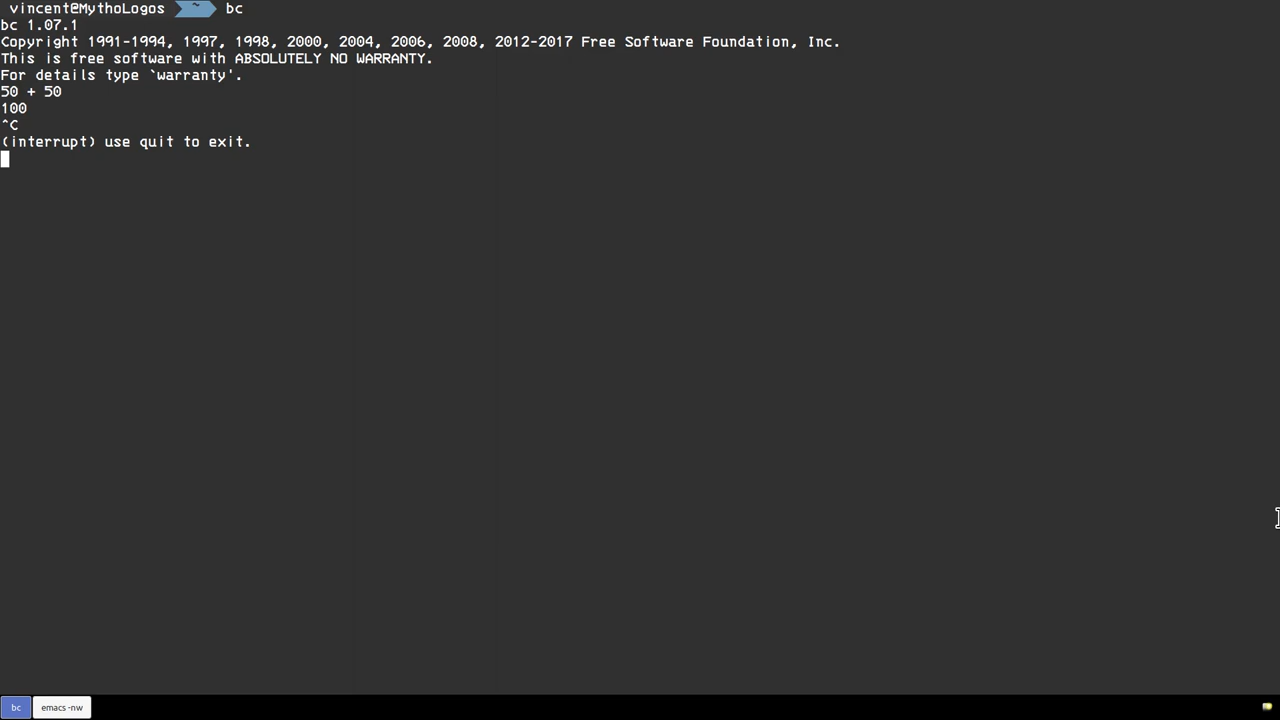 vincent@MythoLogos ~ bc
bc 1.07.1
Copyright 1991-1994, 1997, 1998, 2000, 2004, 2006, 2008, 2012-2017 Free Software Foundation, Inc.
This is free software with ABSOLUTELY NO WARRANTY.
For details type `warranty'.
50 + 50
100
^C
(interrupt) use quit to exit.
bc emacs -nw